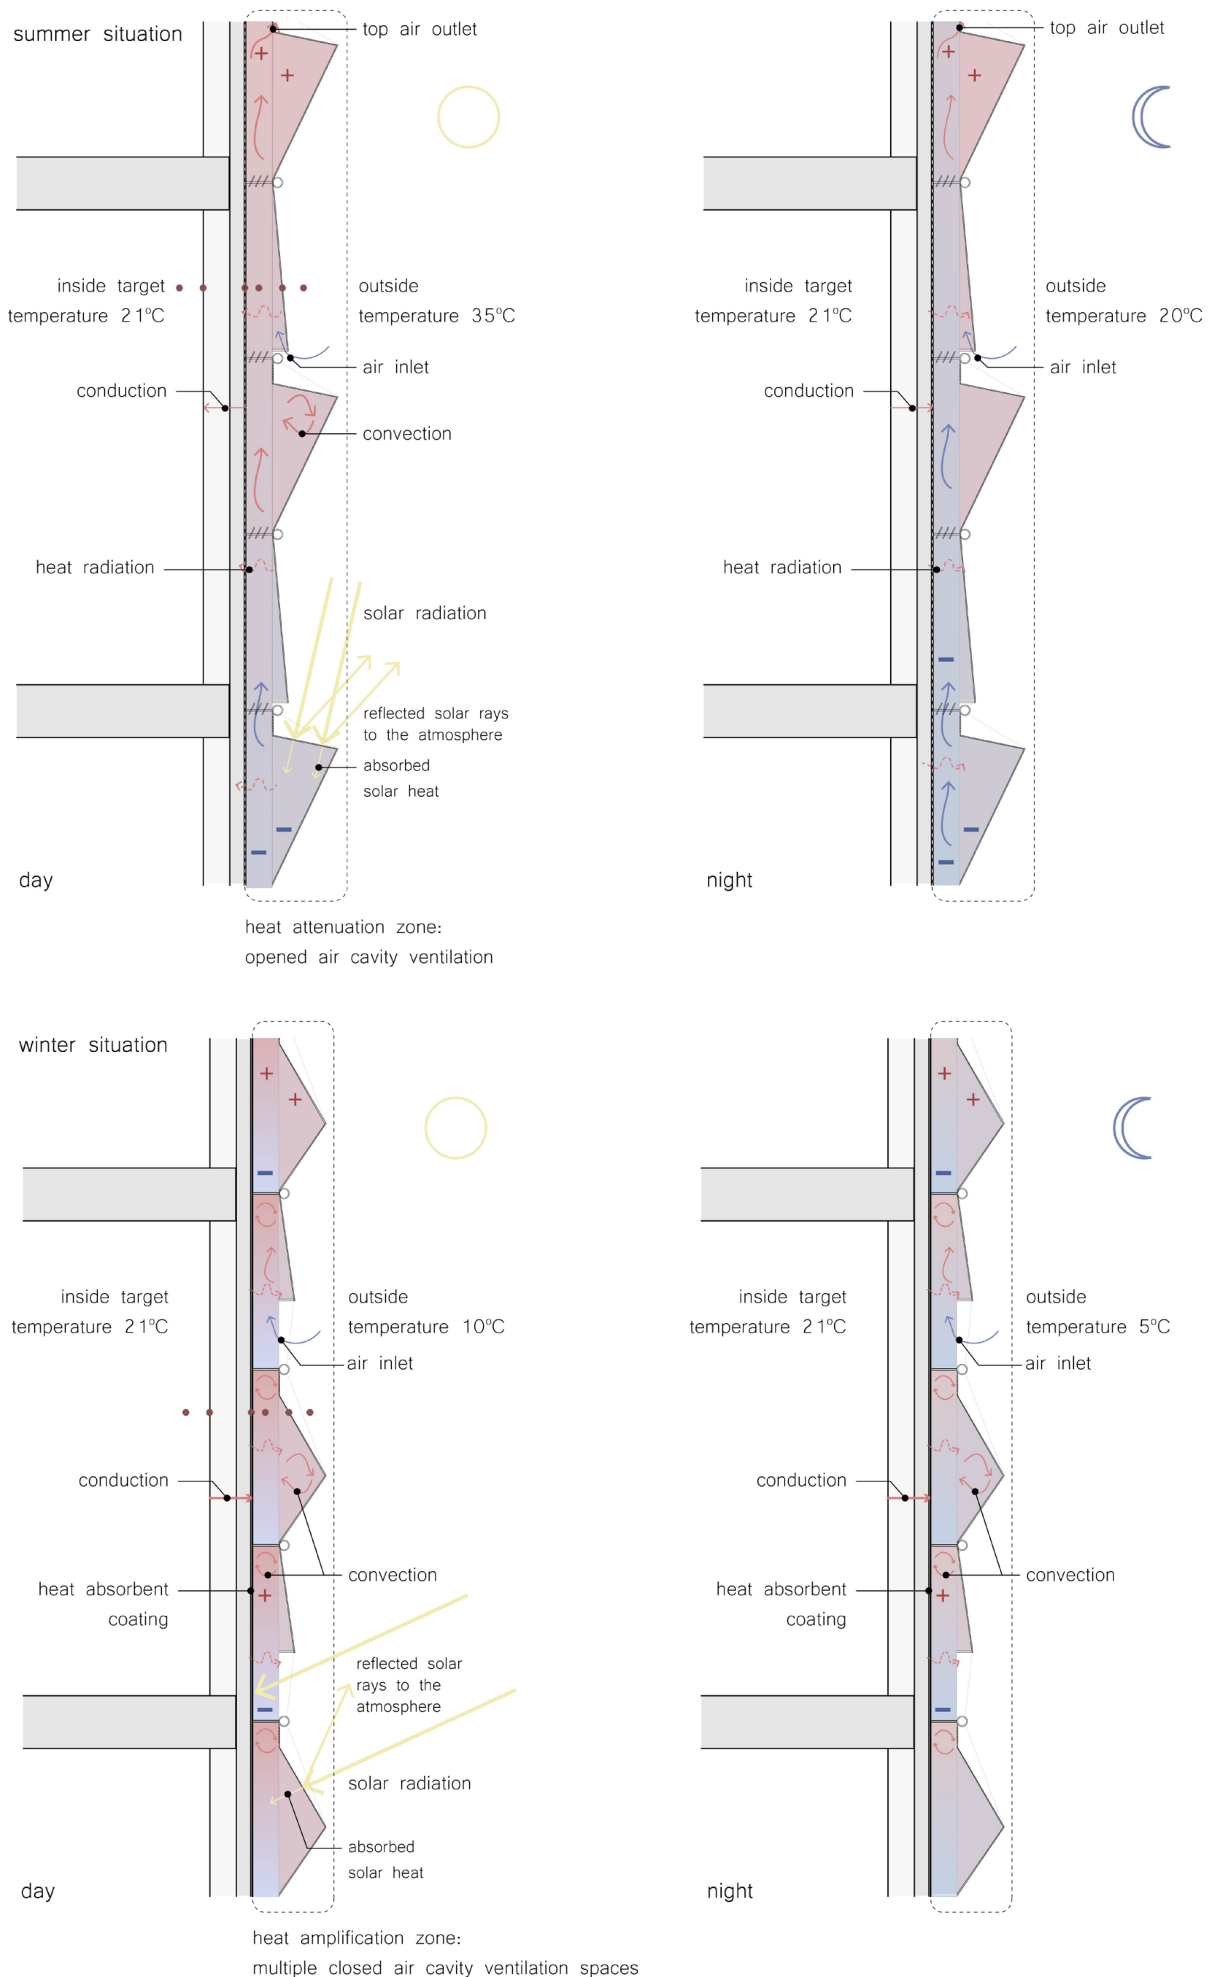 summer situation
top air outlet
+
+
inside target
temperature 21°C
outside
temperature 35°C
air inlet
conduction
convection
heat radiation
solar radiation
reflected solar rays
to the atmosphere
absorbed
solar heat
day
heat attenuation zone:
opened air cavity ventilation
top air outlet
+
+
inside target
temperature 21°C
outside
temperature 20°C
air inlet
conduction
heat radiation
night
winter situation
+
+
inside target
temperature 21°C
outside
temperature 10°C
air inlet
conduction
convection
heat absorbent
coating
+
reflected solar
rays to the
atmosphere
solar radiation
absorbed
solar heat
day
heat amplification zone:
multiple closed air cavity ventilation spaces
+
+
inside target
temperature 21°C
outside
temperature 5°C
air inlet
conduction
convection
heat absorbent
coating
+
night